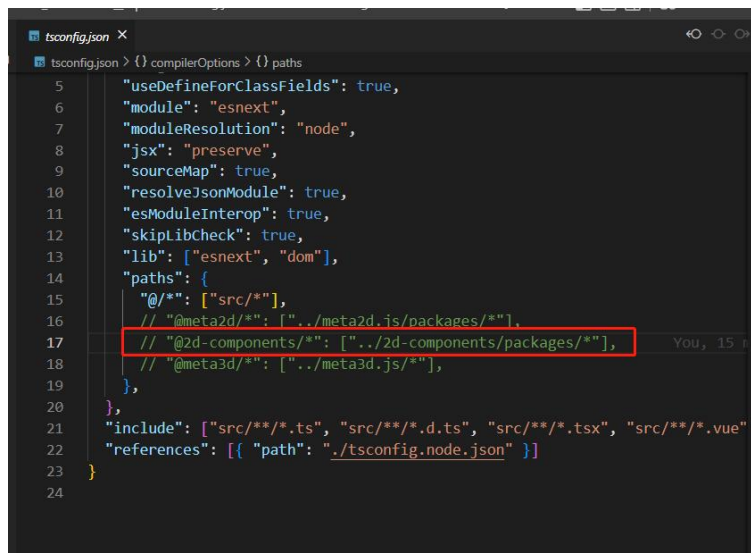 tsconfig.json
tsconfig.json > {} compilerOptions > {} paths
5 "useDefineForClassFields": true,
6 "module": "esnext",
7 "moduleResolution": "node",
8 "jsx": "preserve",
9 "sourceMap": true,
10 "resolveJsonModule": true,
11 "esModuleInterop": true,
12 "skipLibCheck": true,
13 "lib": ["esnext", "dom"],
14 "paths": {
15 "@/*": ["src/*"],
16 // "@meta2d/*": ["../meta2d.js/packages/*"],
17 // "@2d-components/*": ["../2d-components/packages/*"], You, 15
18 // "@meta3d/*": ["../meta3d.js/*"],
19 },
20 },
21 "include": ["src/**/*.ts", "src/**/*.d.ts", "src/**/*.tsx", "src/**/*.vue"
22 "references": [{ "path": "./tsconfig.node.json" }]
23 }
24